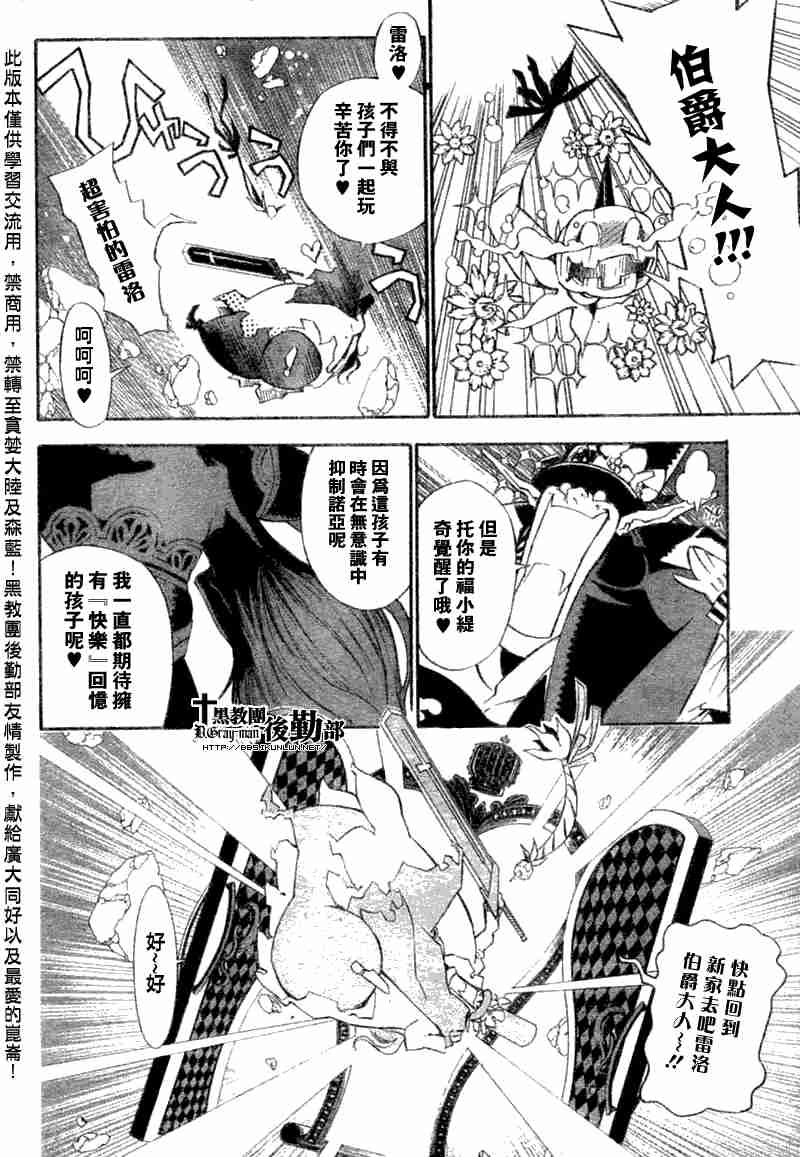 伯爵大人!!!
雷洛♥
不得不與
孩子們一起玩
辛苦你了♥
超害怕的雷洛
呵呵呵♥
但是
托你的福小緹
奇覺醒了哦♥
因爲這孩子有
時會在無意識中
抑制諾亞呢♥
我一直都期待擁
有『快樂』回憶
的孩子呢♥
黑教團
D.Gray-man 後勤部
HTTP://BBS.KUNLUN.NET/
快點回到
新家去吧雷洛
伯爵大人~!!
好~好
此版本僅供學習交流用，禁商用，禁轉至貪婪大陸及森藍！黑教團後勤部友情製作，獻給廣大同好以及最愛的崑崙！